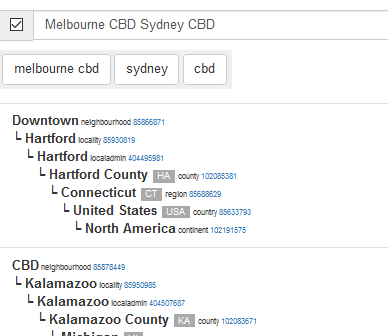 Melbourne CBD Sydney CBD
melbourne cbd sydney cbd
Downtown neighbourhood 85866871
┗ Hartford locality 85930819
┗ Hartford localadmin 404495981
┗ Hartford County HA county 102085381
┗ Connecticut CT region 85688629
┗ United States USA country 85633793
┗ North America continent 102191575
CBD neighbourhood 85878449
┗ Kalamazoo locality 85950985
┗ Kalamazoo localadmin 404507687
┗ Kalamazoo County KA county 102083671